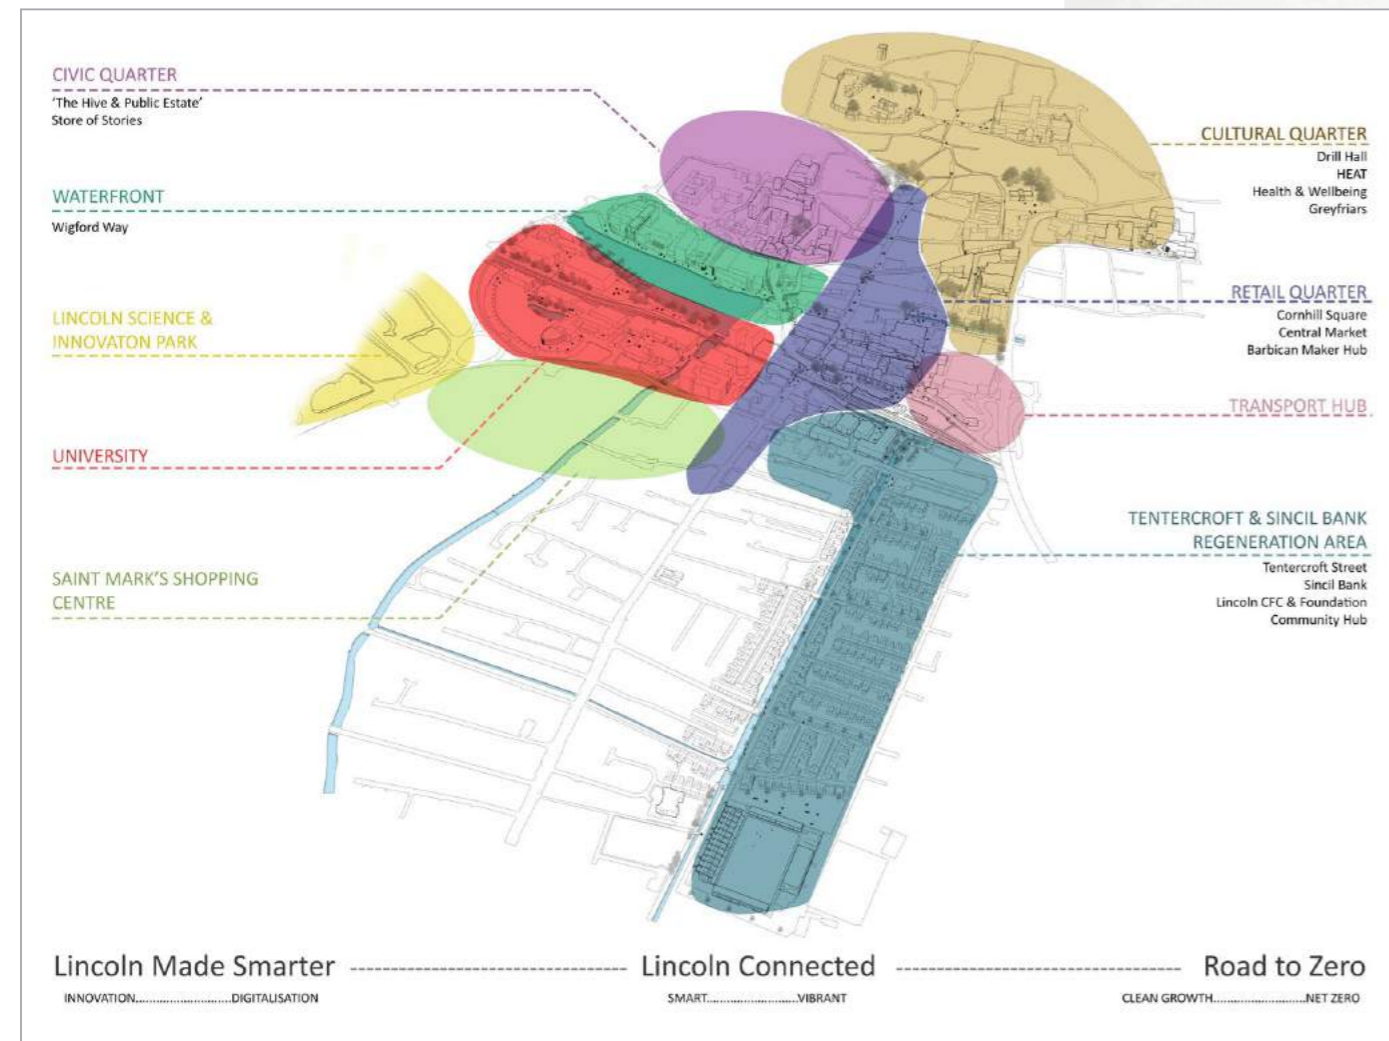 CIVIC QUARTER
'The Hive & Public Estate'
Store of Stories
WATERFRONT
Wigford Way
LINCOLN SCIENCE &
INNOVATON PARK
UNIVERSITY
SAINT MARK'S SHOPPING
CENTRE
CULTURAL QUARTER
Drill Hall
HEAT
Health & Wellbeing
Greyfriars
RETAIL QUARTER
Cornhill Square
Central Market
Barbican Maker Hub
TRANSPORT HUB
TENTERCROFT & SINCIL BANK
REGENERATION AREA
Tentercroft Street
Sincil Bank
Lincoln CFC & Foundation
Community Hub
Lincoln Made Smarter Lincoln Connected Road to Zero
INNOVATION............................DIGITALISATION SMART..........................VIBRANT CLEAN GROWTH...........................NET ZERO